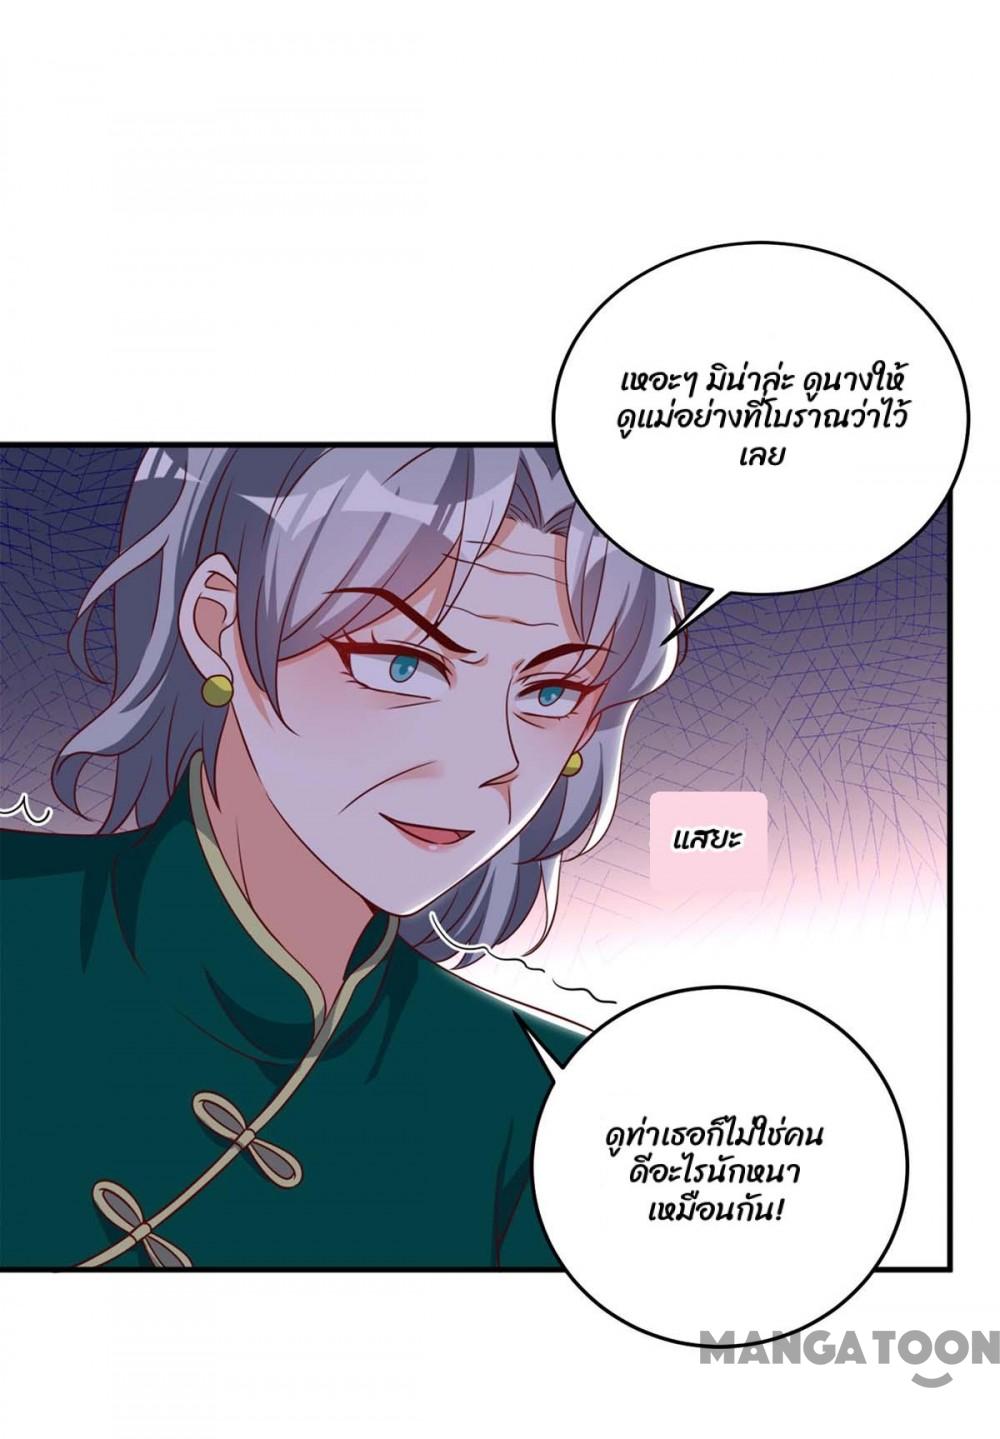 เหอะๆ มิน่าล่ะ ดูนางให้
ดูแม่อย่างที่โบราณว่าไว้
เลย
แสยะ
ดูท่าเธอก็ไม่ใช่คน
ดีอะไรนักหนา
เหมือนกัน!
MANGATOON